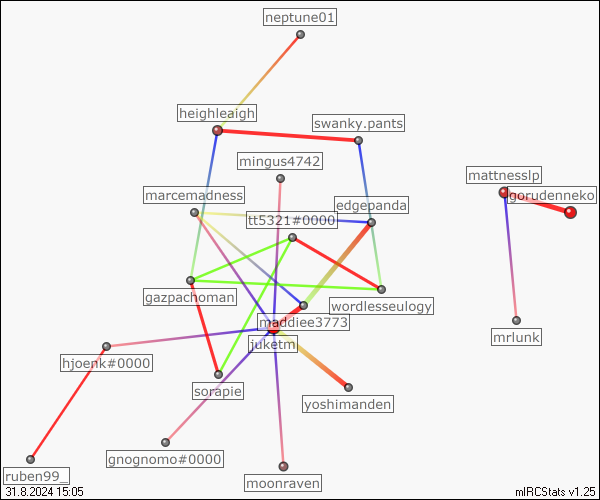 neptune01
heighleaigh
swanky.pants
mingus4742
mattnesslp
gorudenneko
marcemadness
edgepanda
tt5321#0000
gazpachoman
wordlesseulogy
maddiee3773
mrlunk
juketm
hjoenk#0000
sorapie
yoshimanden
gnognomo#0000
ruben99_
moonraven
31.8.2024 15:05
mIRCStats v1.25